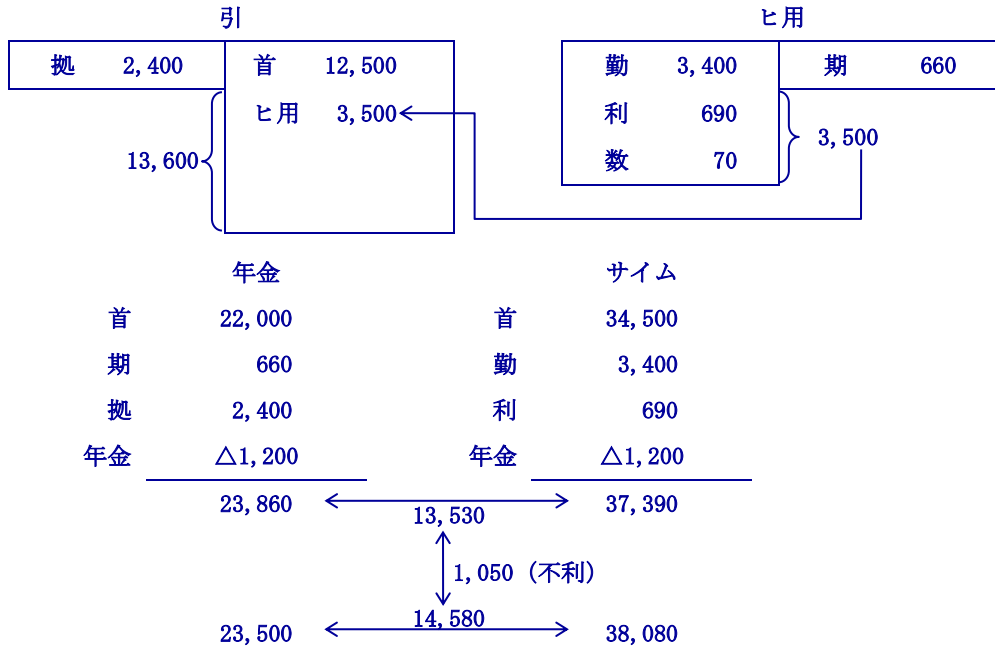 引 ヒ用
拠 2,400 首 12,500 勤 3,400 期 660
ヒ用 3,500 利 690
3,500
13,600 数 70
年金 サイム
首 22,000 首 34,500
期 660 勤 3,400
拠 2,400 利 690
年金 △1,200 年金 △1,200
23,860 37,390
13,530
1,050（不利）
14,580
23,500 38,080